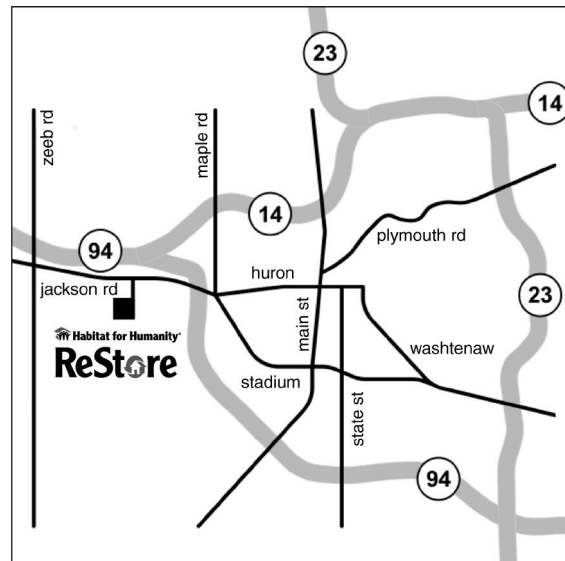 23
14
zeeb rd
maple rd
14
plymouth rd
94
huron
jackson rd
23
main st
Habitat for Humanity®
ReStore
washtenaw
stadium
state st
94